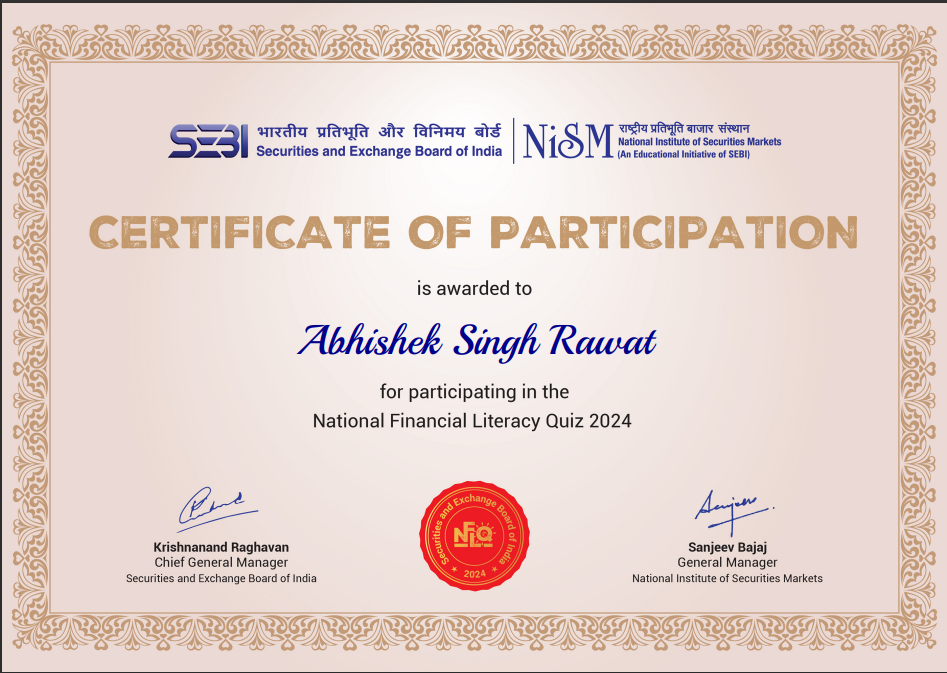 SEBI
भारतीय प्रतिभूति और विनिमय बोर्ड
Securities and Exchange Board of India
NiSM
राष्ट्रीय प्रतिभूति बाजार संस्थान
National Institute of Securities Markets
(An Educational Initiative of SEBI)
CERTIFICATE OF PARTICIPATION
is awarded to
Abhishek Singh Rawat
for participating in the
National Financial Literacy Quiz 2024
Krishnanand Raghavan
Chief General Manager
Securities and Exchange Board of India
Securities and Exchange Board of India
NFLQ
2024
Sanjeev Bajaj
General Manager
National Institute of Securities Markets